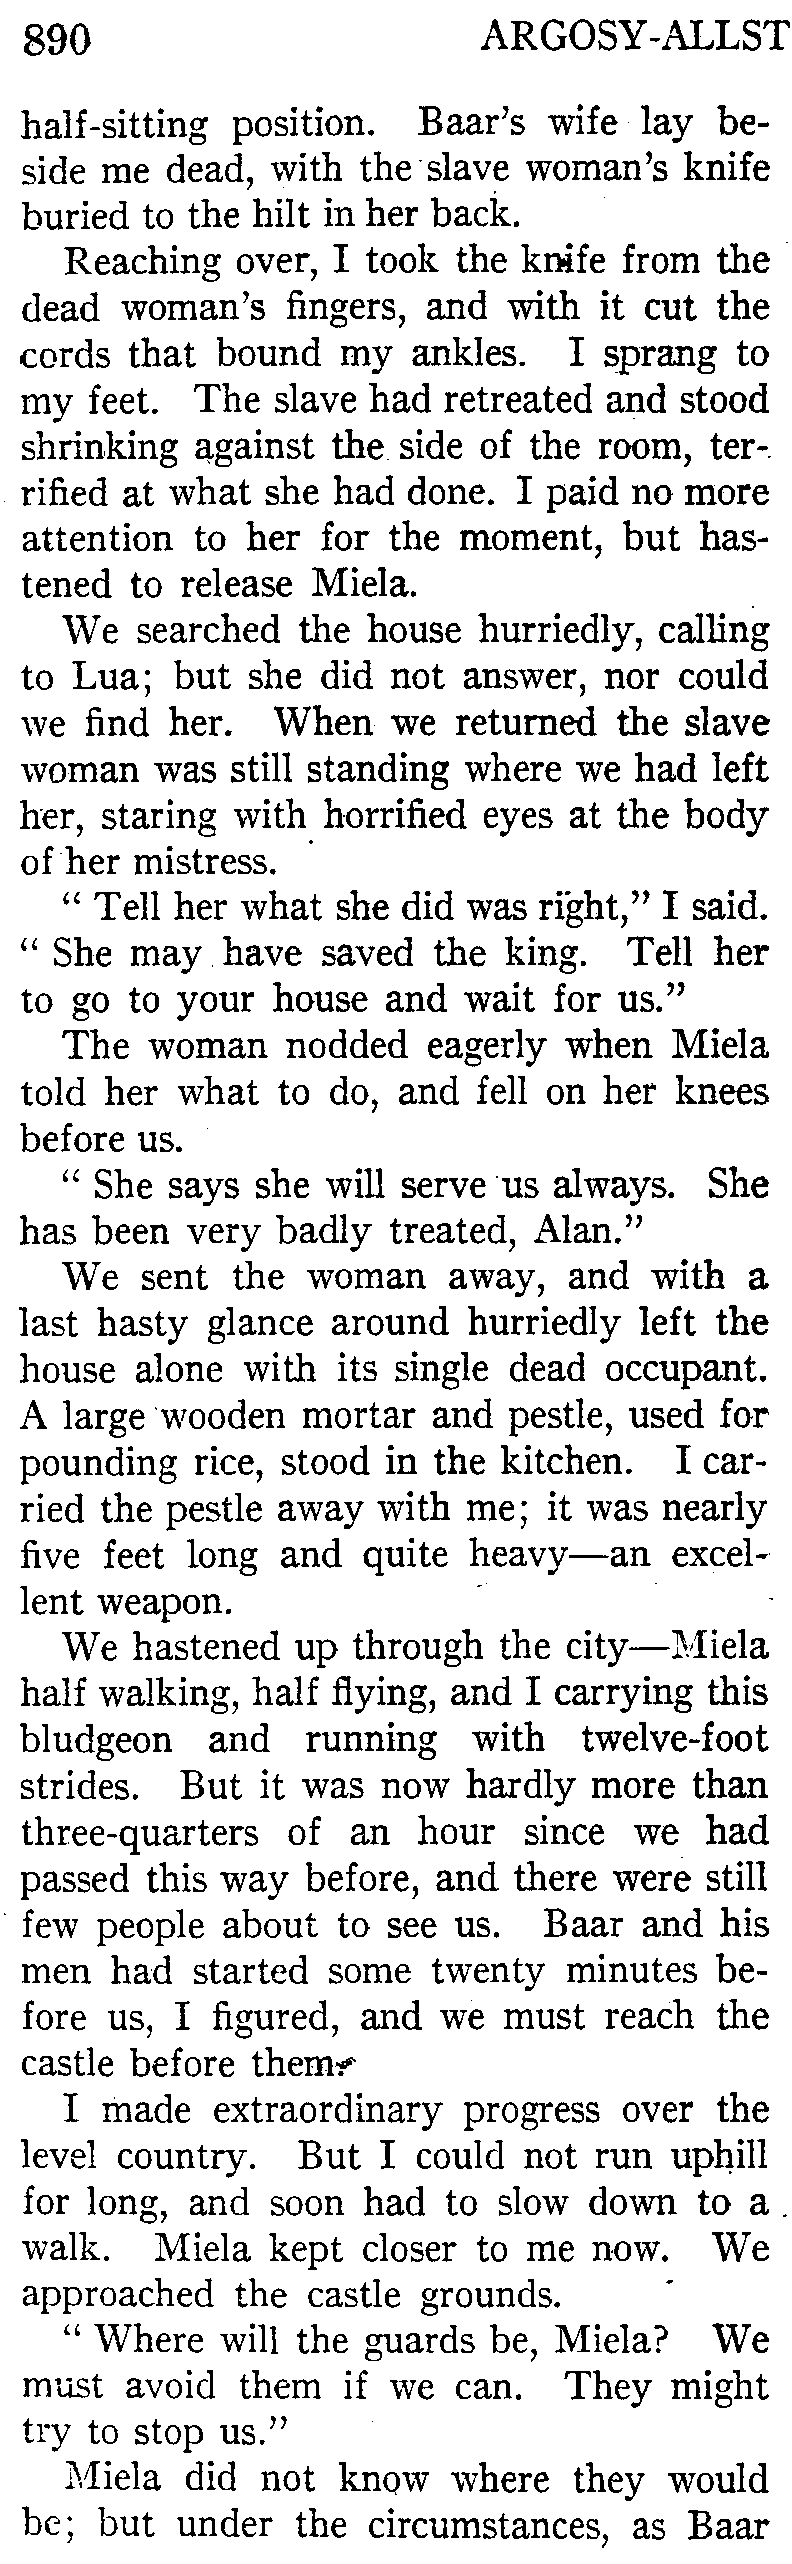 890 ARGOSY-ALLST
half-sitting position. Baar's wife lay be-
side me dead, with the slave woman's knife
buried to the hilt in her back.
Reaching over, I took the knife from the
dead woman's fingers, and with it cut the
cords that bound my ankles. I sprang to
my feet. The slave had retreated and stood
shrinking against the side of the room, ter-
rified at what she had done. I paid no more
attention to her for the moment, but has-
tened to release Miela.
We searched the house hurriedly, calling
to Lua; but she did not answer, nor could
we find her. When we returned the slave
woman was still standing where we had left
her, staring with horrified eyes at the body
of her mistress.
" Tell her what she did was right," I said.
" She may have saved the king. Tell her
to go to your house and wait for us."
The woman nodded eagerly when Miela
told her what to do, and fell on her knees
before us.
" She says she will serve us always. She
has been very badly treated, Alan."
We sent the woman away, and with a
last hasty glance around hurriedly left the
house alone with its single dead occupant.
A large wooden mortar and pestle, used for
pounding rice, stood in the kitchen. I car-
ried the pestle away with me; it was nearly
five feet long and quite heavy—an excel-
lent weapon.
We hastened up through the city—Miela
half walking, half flying, and I carrying this
bludgeon and running with twelve-foot
strides. But it was now hardly more than
three-quarters of an hour since we had
passed this way before, and there were still
few people about to see us. Baar and his
men had started some twenty minutes be-
fore us, I figured, and we must reach the
castle before them.
I made extraordinary progress over the
level country. But I could not run uphill
for long, and soon had to slow down to a
walk. Miela kept closer to me now. We
approached the castle grounds.
" Where will the guards be, Miela? We
must avoid them if we can. They might
try to stop us."
Miela did not know where they would
be; but under the circumstances, as Baar